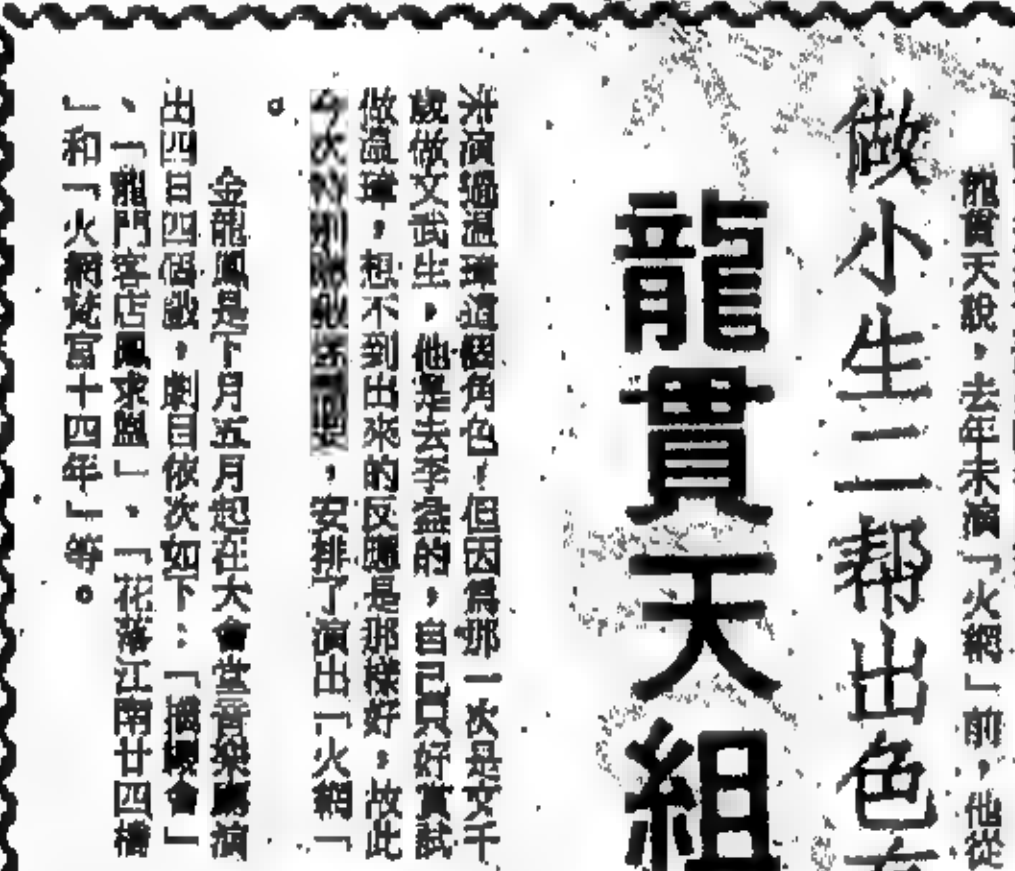 龍貫天說，去年未演「火網」前，他從
做小生二幫出色
龍貫天組
未演過溫璋這個角色，但因為那一次是文千
歲做文武生，他是去李益的，自己只好嘗試
做溫璋，想不到出來的反應是那樣好，故此
，安排了演出「火網」
。
金龍鳳是下月五月起在大會堂音樂廳演
出四日四個戲，劇目依次如下：「
」、「龍門客店鳳求凰」、「花落江南廿四橋
」和「火網梵宮十四年」等。